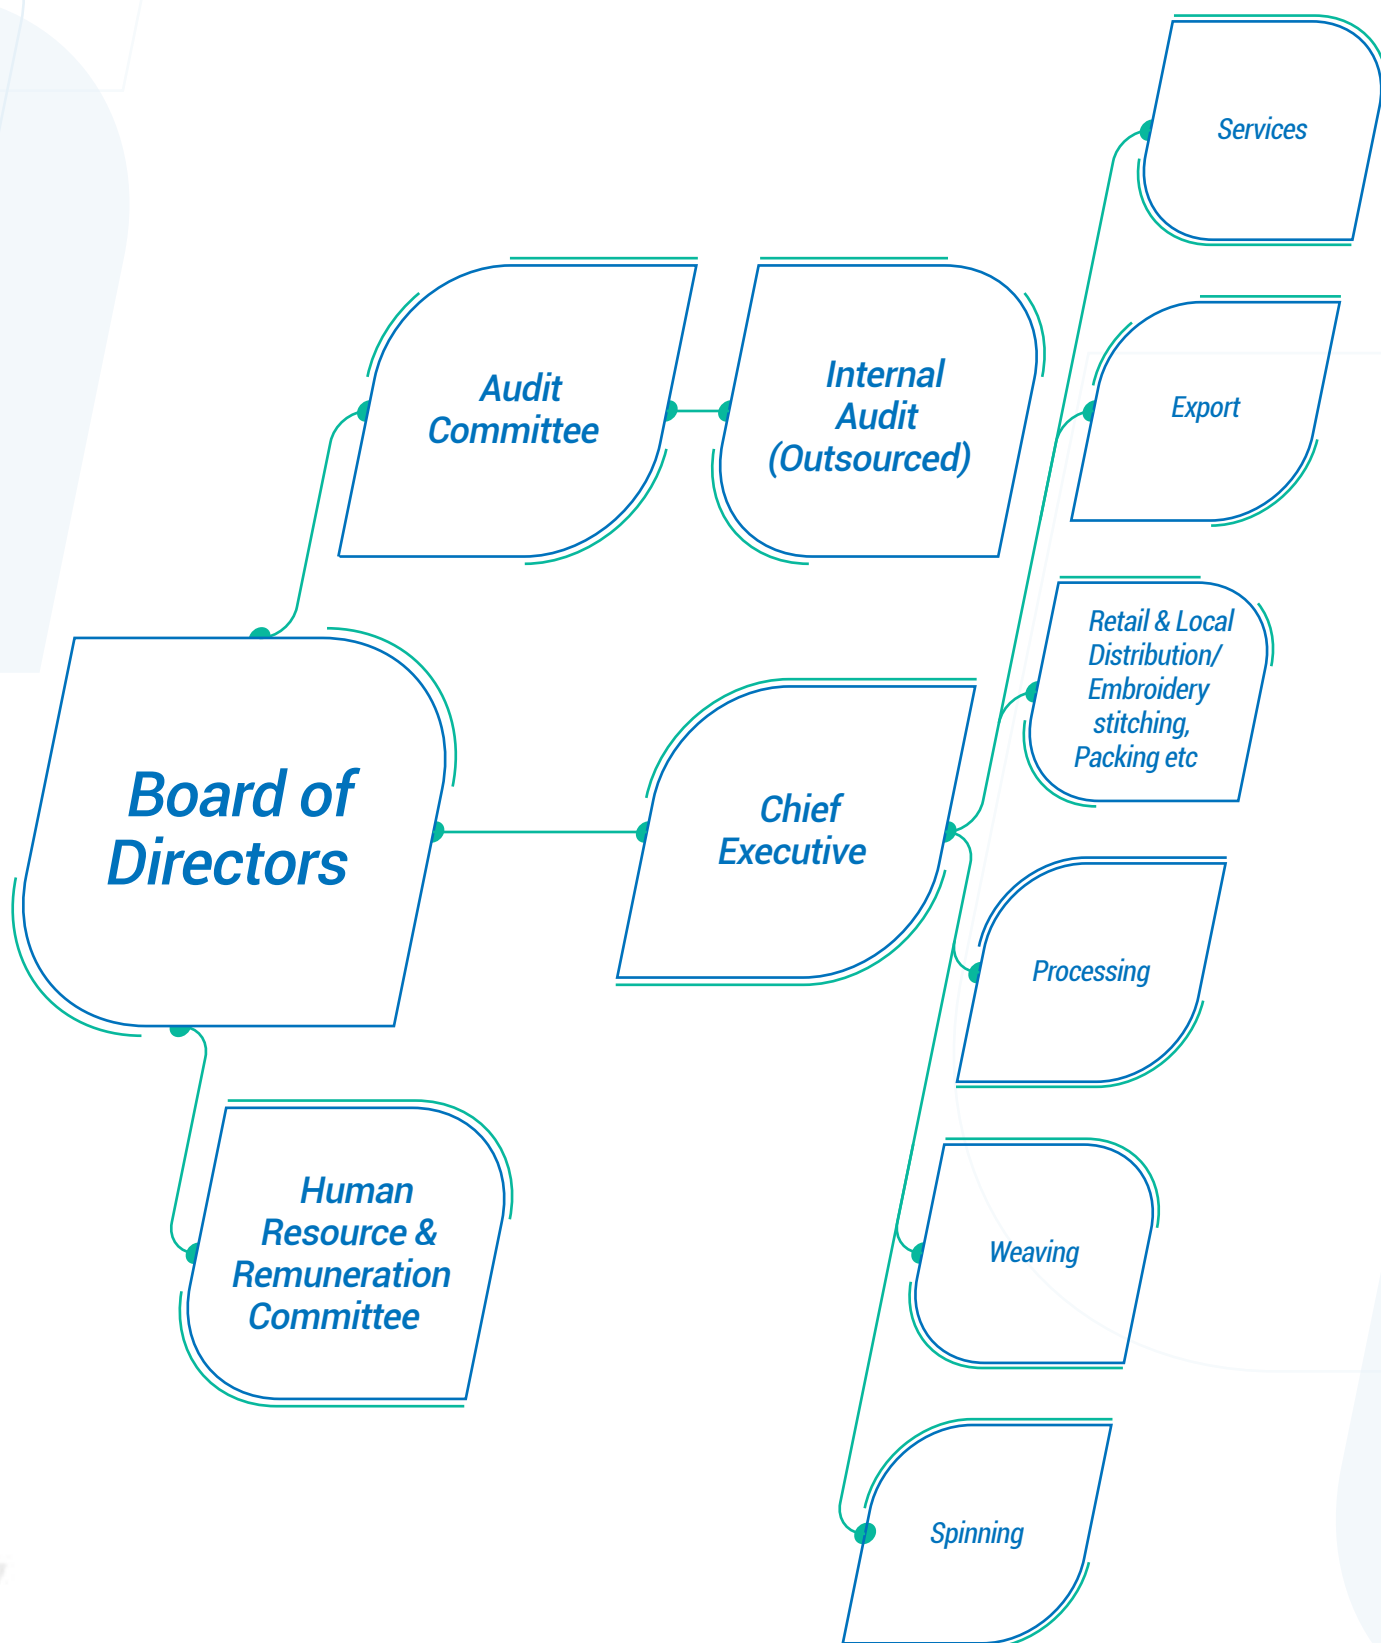 Services
Audit
Committee
Internal
Audit
(Outsourced)
Export
Retail & Local
Distribution/
Embroidery
stitching,
Packing etc
Board of
Directors
Chief
Executive
Processing
Human
Resource &
Remuneration
Committee
Weaving
Spinning